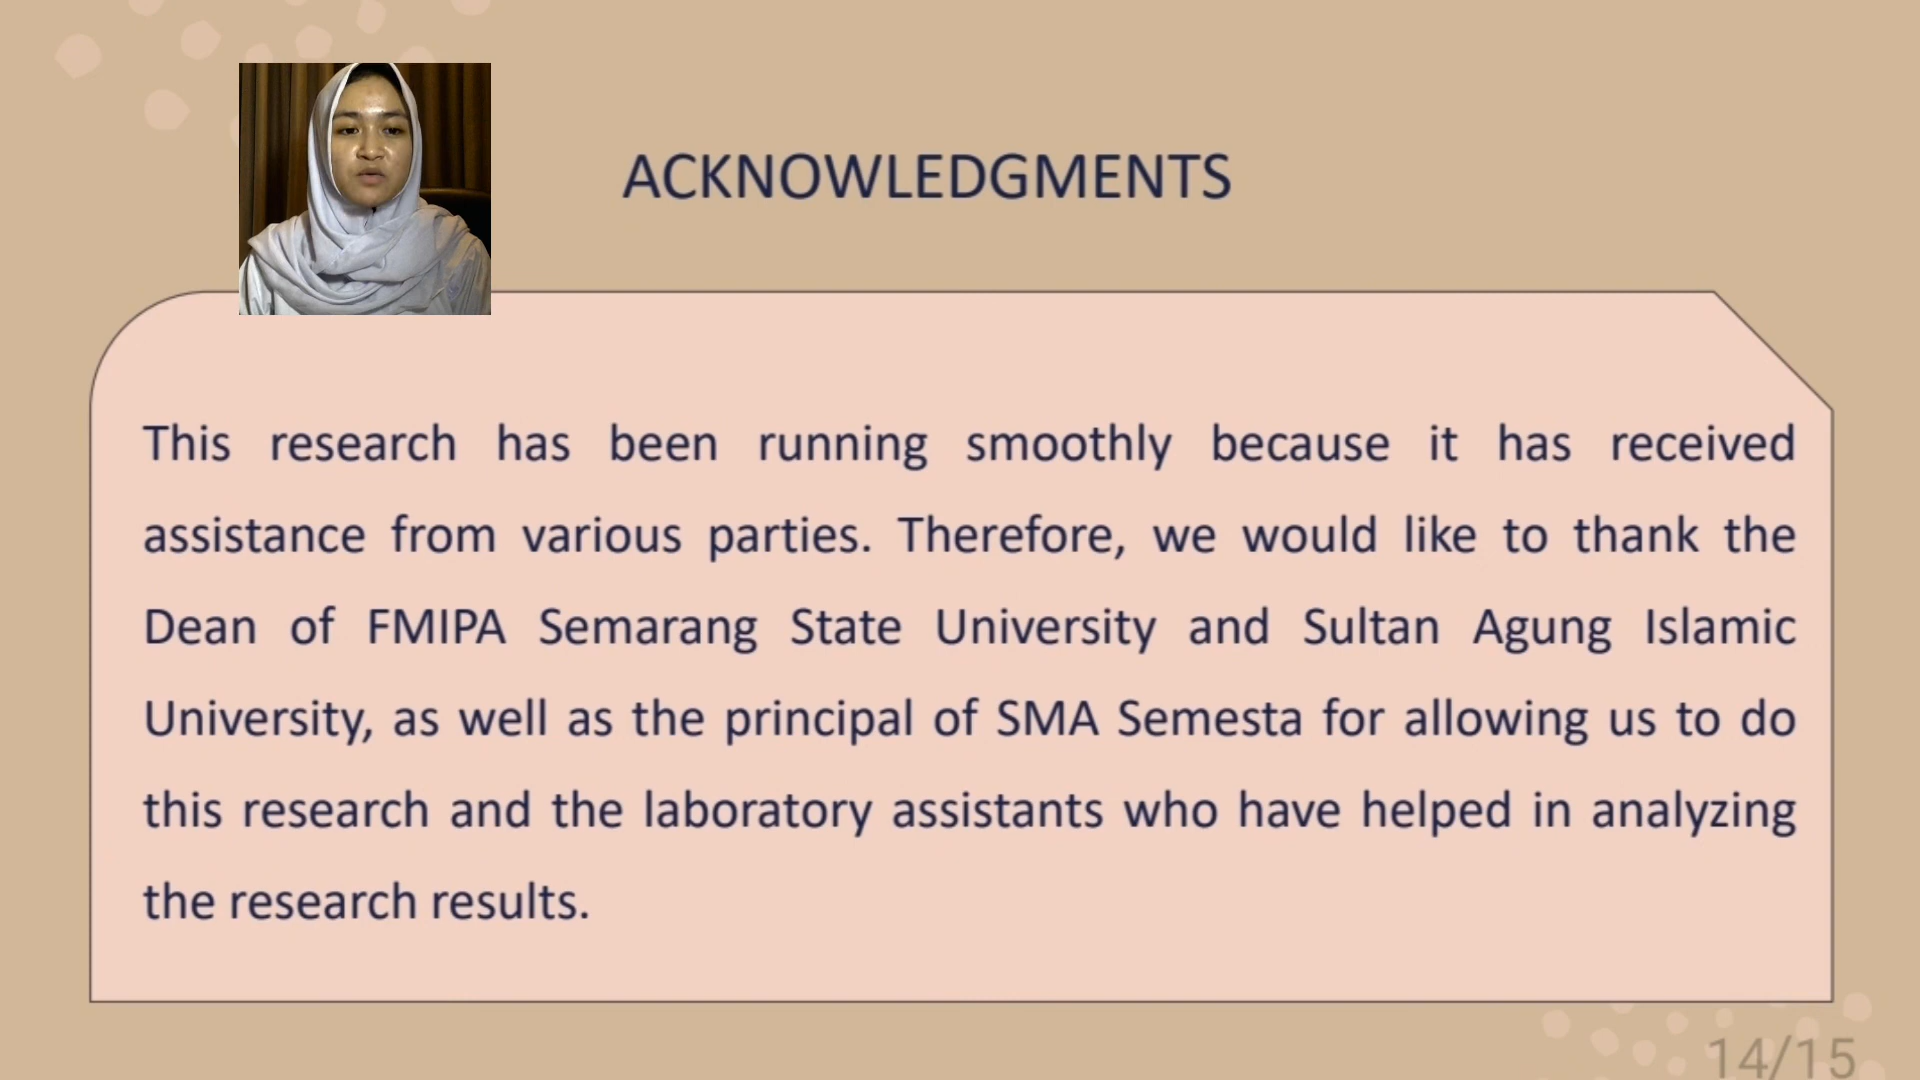 ACKNOWLEDGMENTS
This research has been running smoothly because it has received
assistance from various parties. Therefore, we would like to thank the
Dean of FMIPA Semarang State University and Sultan Agung Islamic
University, as well as the principal of SMA Semesta for allowing us to do
this research and the laboratory assistants who have helped in analyzing
the research results.
14/15